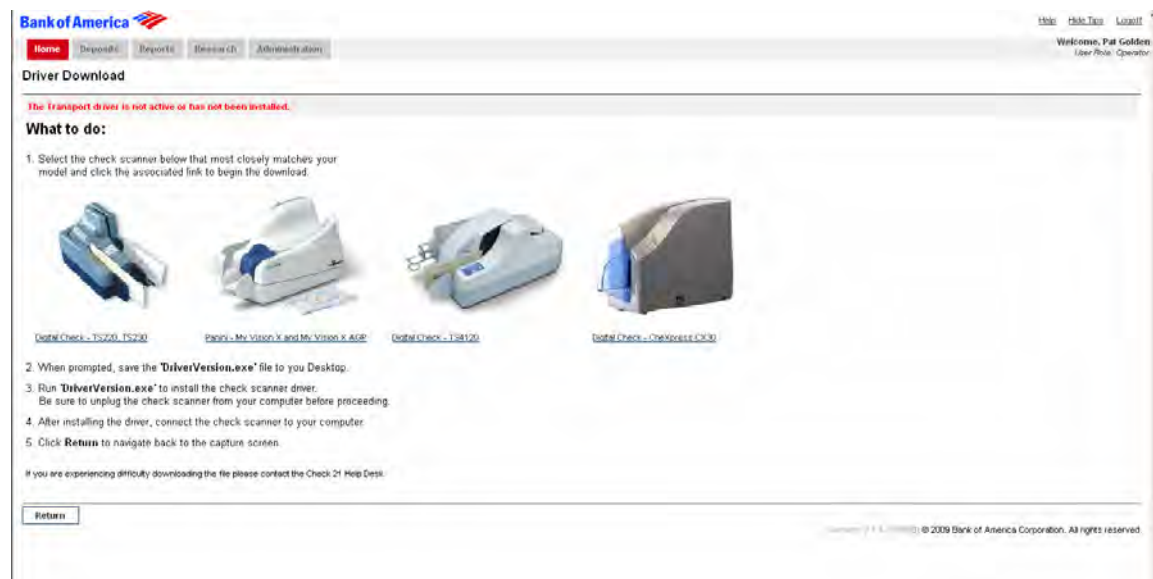 Bank of America
Help Hide Tips Logoff
Home Deposits Reports Research Administration
Welcome, Pat Golden
User Role: Operator
Driver Download
The Transport driver is not active or has not been installed.
What to do:
1. Select the check scanner below that most closely matches your
model and click the associated link to begin the download.
Digital Check - TS220, TS230
Panini - My Vision X and My Vision X AGP
Digital Check - TS4120
Digital Check - CheXpress CX30
2. When prompted, save the 'DriverVersion.exe' file to you Desktop.
3. Run 'DriverVersion.exe' to install the check scanner driver.
Be sure to unplug the check scanner from your computer before proceeding.
4. After installing the driver, connect the check scanner to your computer.
5. Click Return to navigate back to the capture screen.
If you are experiencing difficulty downloading the file please contact the Check 21 Help Desk.
Return
© 2009 Bank of America Corporation. All rights reserved.